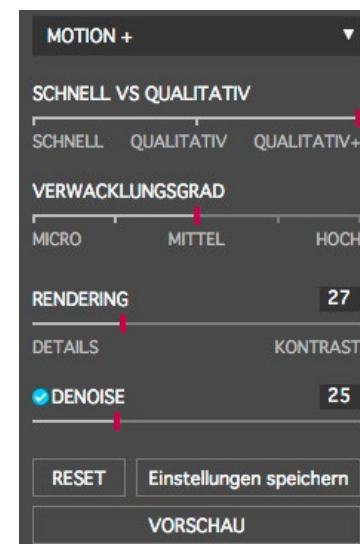 MOTION +
SCHNELL VS QUALITATIV
SCHNELL QUALITATIV QUALITATIV+
VERWACKLUNGSGRAD
MICRO MITTEL HOCH
RENDERING 27
DETAILS KONTRAST
DENOISE 25
RESET Einstellungen speichern
VORSCHAU